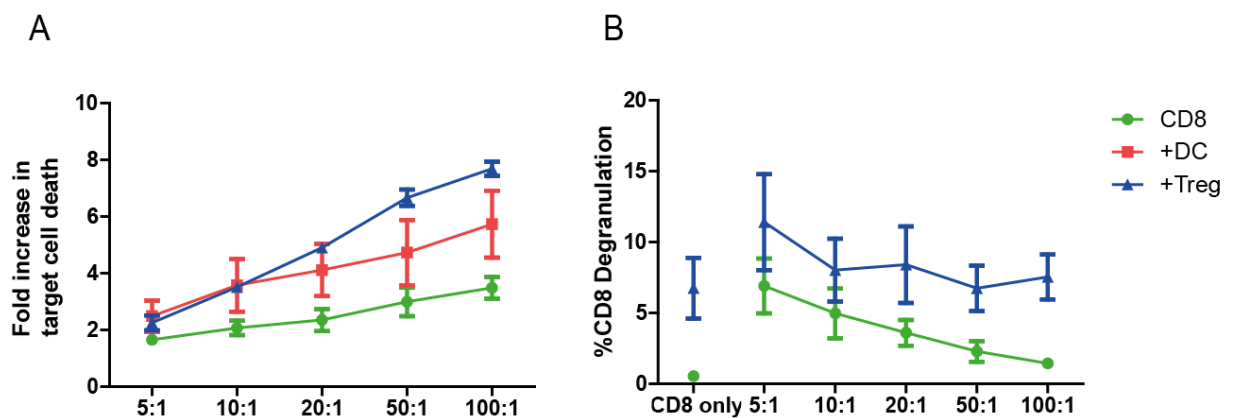 A
B
Fold increase in
target cell death
10
8
6
4
2
0
5:1
10:1
20:1
50:1
100:1
%CD8 Degranulation
20
15
10
5
0
CD8 only
5:1
10:1
20:1
50:1
100:1
CD8
+DC
+Treg